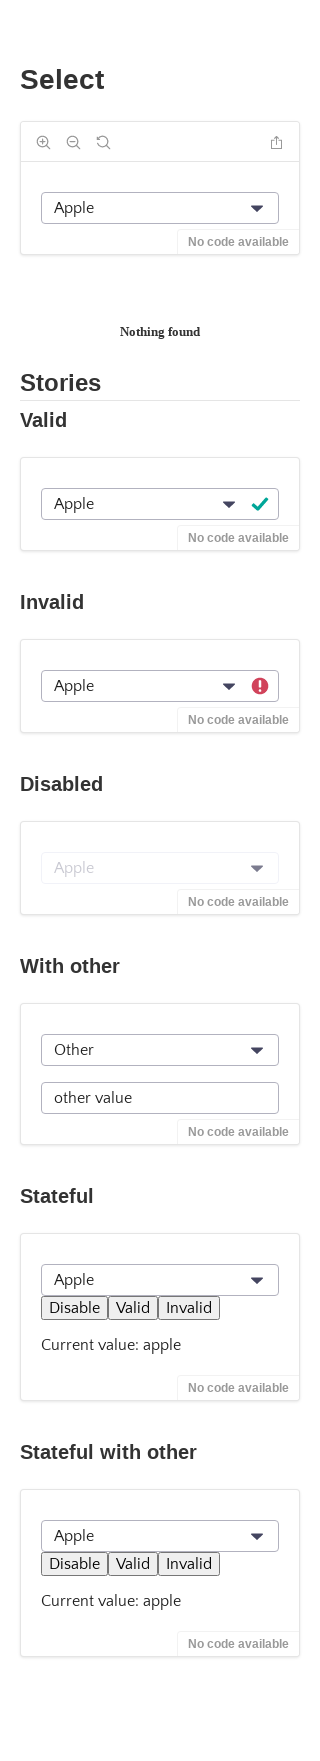 Select
Apple
No code available
Nothing found
Stories
Valid
Apple
No code available
Invalid
Apple
No code available
Disabled
Apple
No code available
With other
Other
other value
No code available
Stateful
Apple
Disable Valid Invalid
Current value: apple
No code available
Stateful with other
Apple
Disable Valid Invalid
Current value: apple
No code available